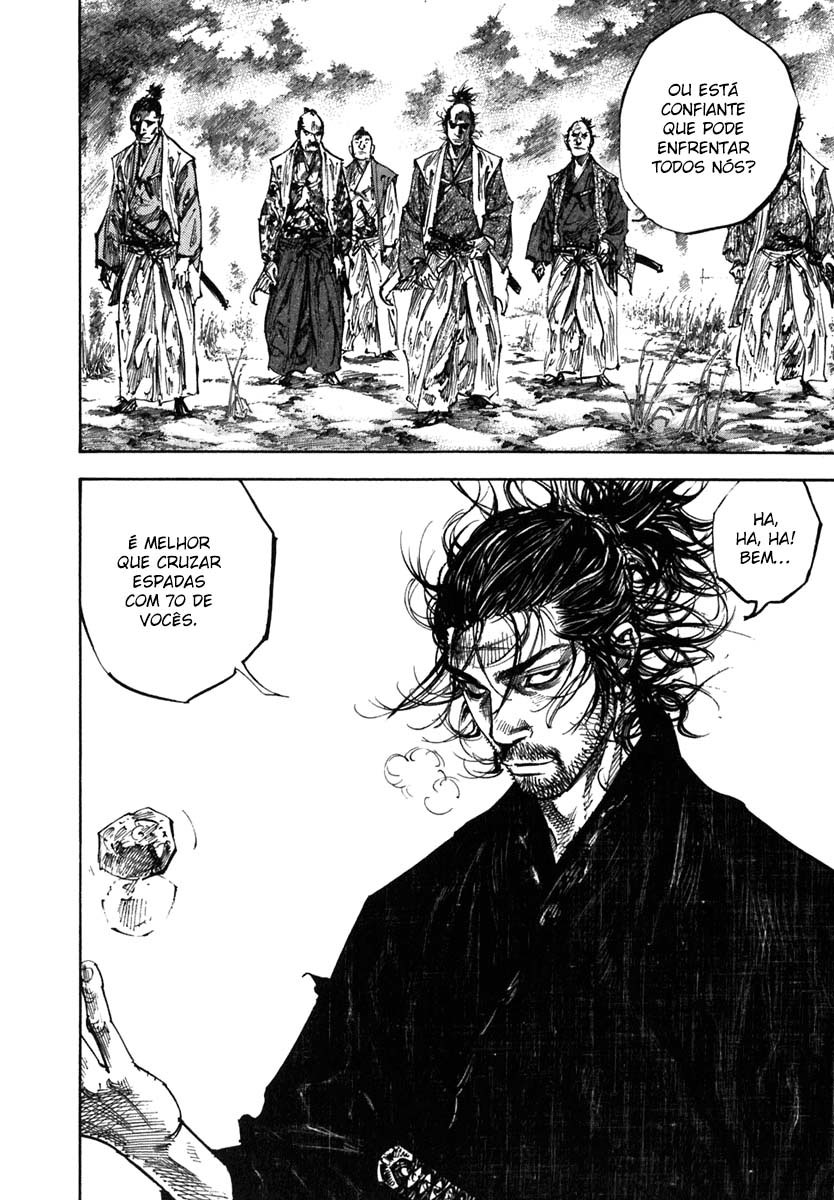 OU ESTÁ
CONFIANTE
QUE PODE
ENFRENTAR
TODOS NÓS?
HA,
HA, HA!
BEM...
É MELHOR
QUE CRUZAR
ESPADAS
COM 70 DE
VOCÊS.